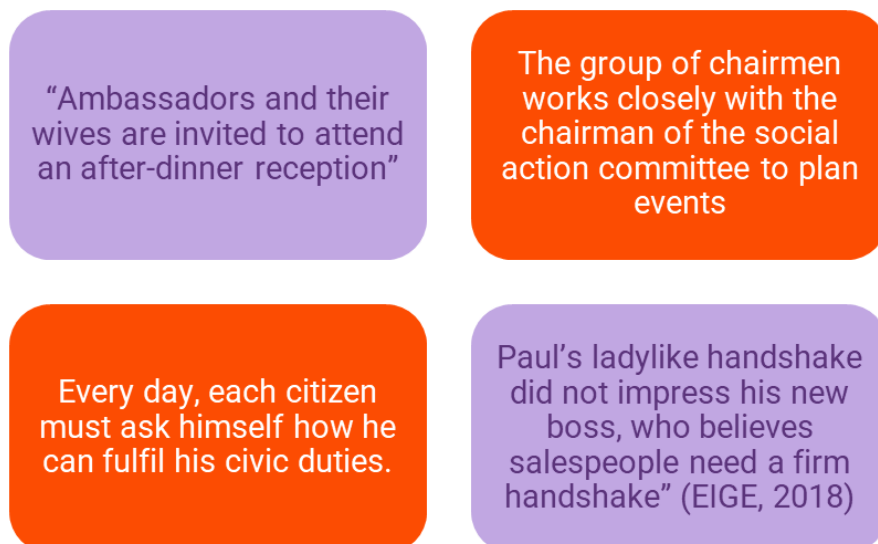 “Ambassadors and their
wives are invited to attend
an after-dinner reception”
The group of chairmen
works closely with the
chairman of the social
action committee to plan
events
Every day, each citizen
must ask himself how he
can fulfil his civic duties.
Paul’s ladylike handshake
did not impress his new
boss, who believes
salespeople need a firm
handshake” (EIGE, 2018)